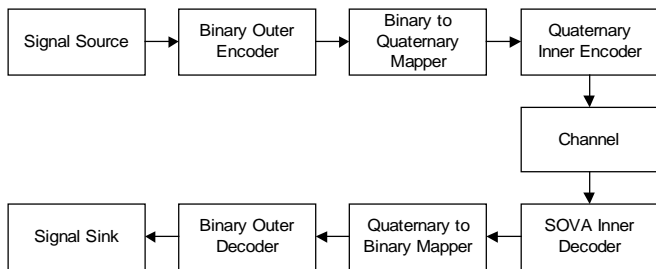 Signal Source
Binary Outer
Encoder
Binary to
Quaternary
Mapper
Quaternary
Inner Encoder
Channel
Signal Sink
Binary Outer
Decoder
Quaternary to
Binary Mapper
SOVA Inner
Decoder